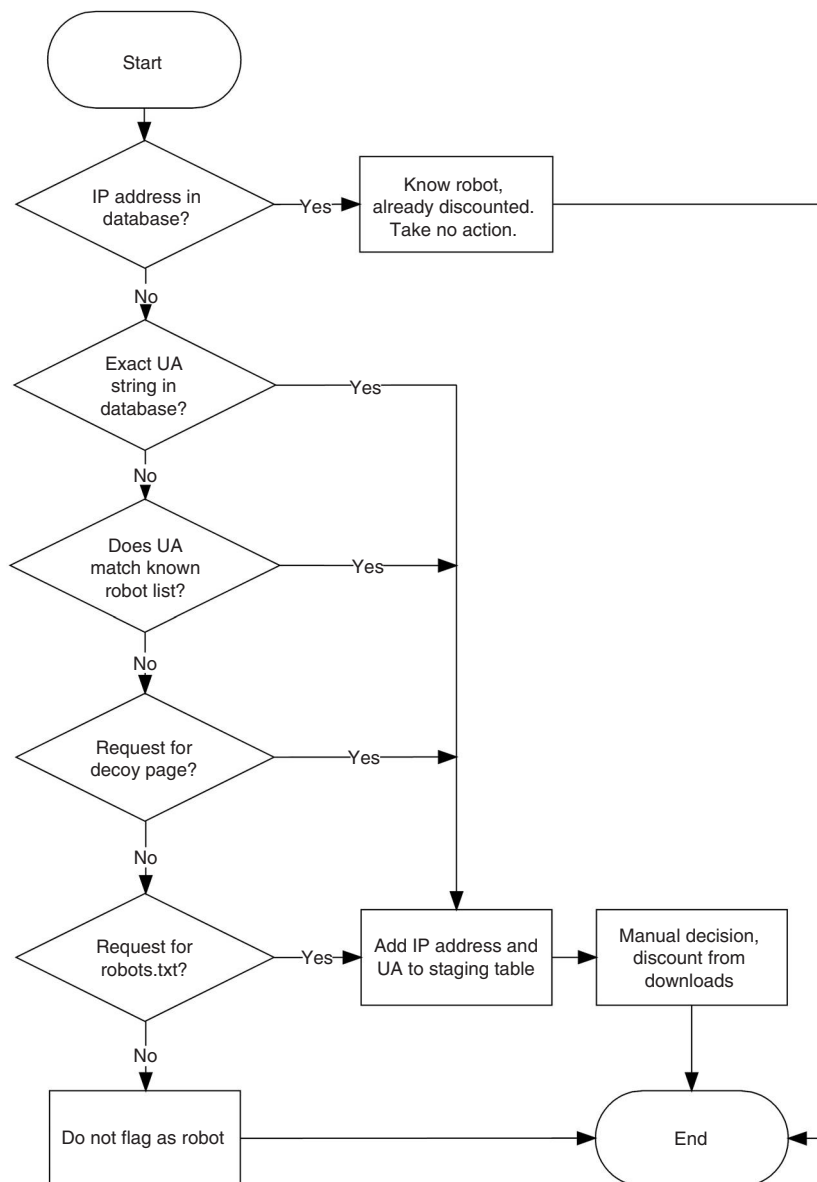 Start
IP address in
database?
Yes
Know robot,
already discounted.
Take no action.
No
Exact UA
string in
database?
Yes
No
Does UA
match known
robot list?
Yes
No
Request for
decoy page?
Yes
No
Request for
robots.txt?
Yes
Add IP address and
UA to staging table
Manual decision,
discount from
downloads
No
Do not flag as robot
End